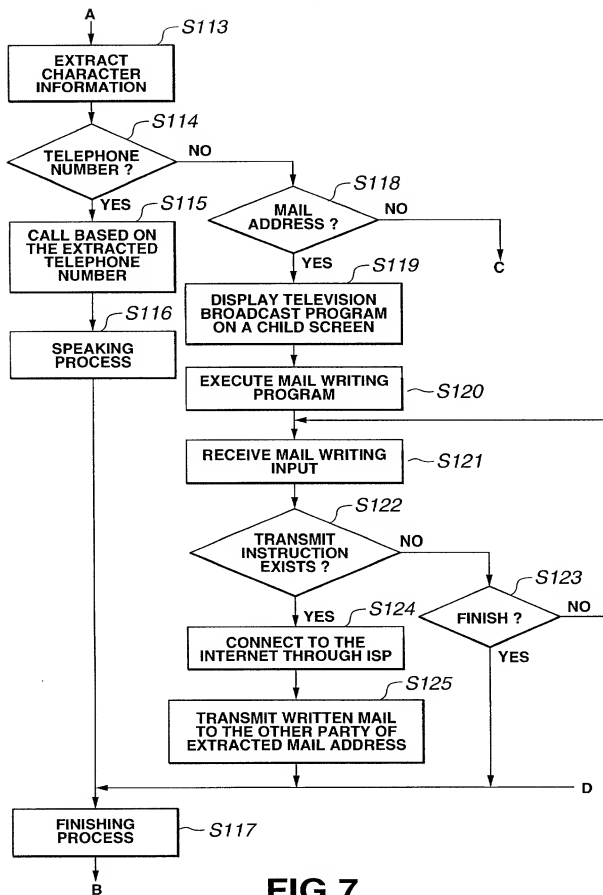 A
S113
EXTRACT
CHARACTER
INFORMATION
S114
TELEPHONE
NUMBER ?
NO
YES
S115
CALL BASED ON
THE EXTRACTED
TELEPHONE
NUMBER
S116
SPEAKING
PROCESS
S118
MAIL
ADDRESS ?
NO
C
YES
S119
DISPLAY TELEVISION
BROADCAST PROGRAM
ON A CHILD SCREEN
EXECUTE MAIL WRITING
PROGRAM
S120
RECEIVE MAIL WRITING
INPUT
S121
S122
TRANSMIT
INSTRUCTION
EXISTS ?
NO
YES
S123
FINISH ?
NO
YES
S124
CONNECT TO THE
INTERNET THROUGH ISP
S125
TRANSMIT WRITTEN MAIL
TO THE OTHER PARTY OF
EXTRACTED MAIL ADDRESS
D
FINISHING
PROCESS
S117
B
FIG.7